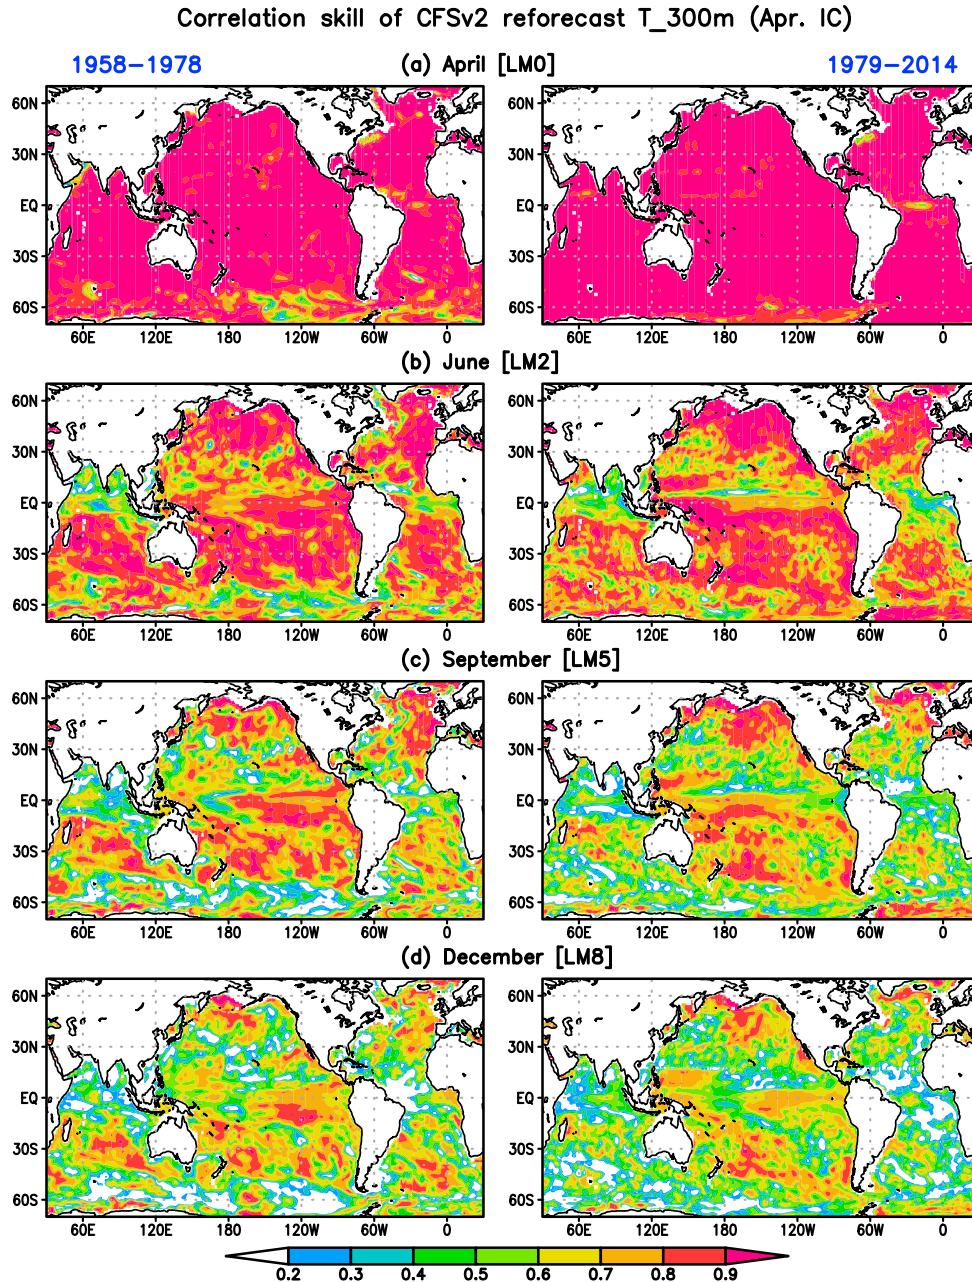 Correlation skill of CFSv2 reforecast T_300m (Apr. IC)
1958−1978 (a) April [LM0] 1979−2014
60N
30N
EQ
30S
60S
60E 120E 180 120W 60W 0
60E 120E 180 120W 60W 0
(b) June [LM2]
60N
30N
EQ
30S
60S
60N
30N
EQ
30S
60S
60E 120E 180 120W 60W 0
60E 120E 180 120W 60W 0
(c) September [LM5]
60N
30N
EQ
30S
60S
60N
30N
EQ
30S
60S
60E 120E 180 120W 60W 0
60E 120E 180 120W 60W 0
(d) December [LM8]
60N
30N
EQ
30S
60S
60N
30N
EQ
30S
60S
60E 120E 180 120W 60W 0
60E 120E 180 120W 60W 0
0.2 0.3 0.4 0.5 0.6 0.7 0.8 0.9